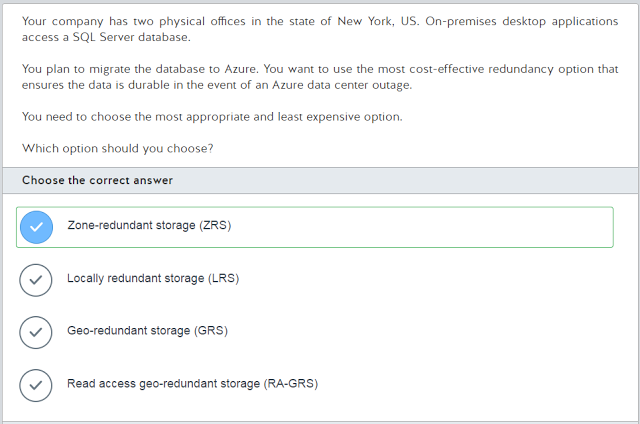 Your company has two physical offices in the state of New York, US. On-premises desktop applications
access a SQL Server database.
You plan to migrate the database to Azure. You want to use the most cost-effective redundancy option that
ensures the data is durable in the event of an Azure data center outage.
You need to choose the most appropriate and least expensive option.
Which option should you choose?
Choose the correct answer
Zone-redundant storage (ZRS)
Locally redundant storage (LRS)
Geo-redundant storage (GRS)
Read access geo-redundant storage (RA-GRS)